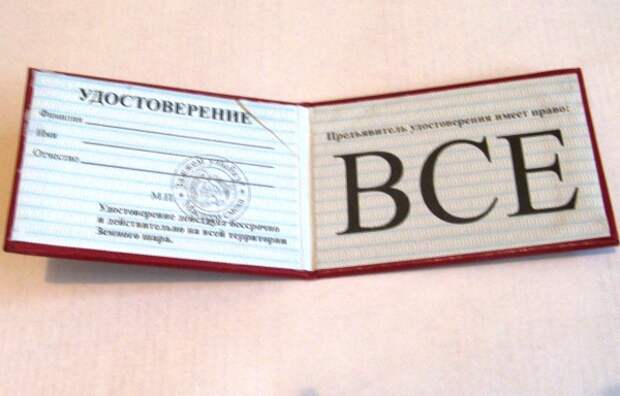 УДОСТОВЕРЕНИЕ
Фамилия
Имя
Отчество
М.П.
Удостоверение действует бессрочно
и действительно на всей территории
Земного шара.
Предъявитель удостоверения имеет право:
ВСЕ